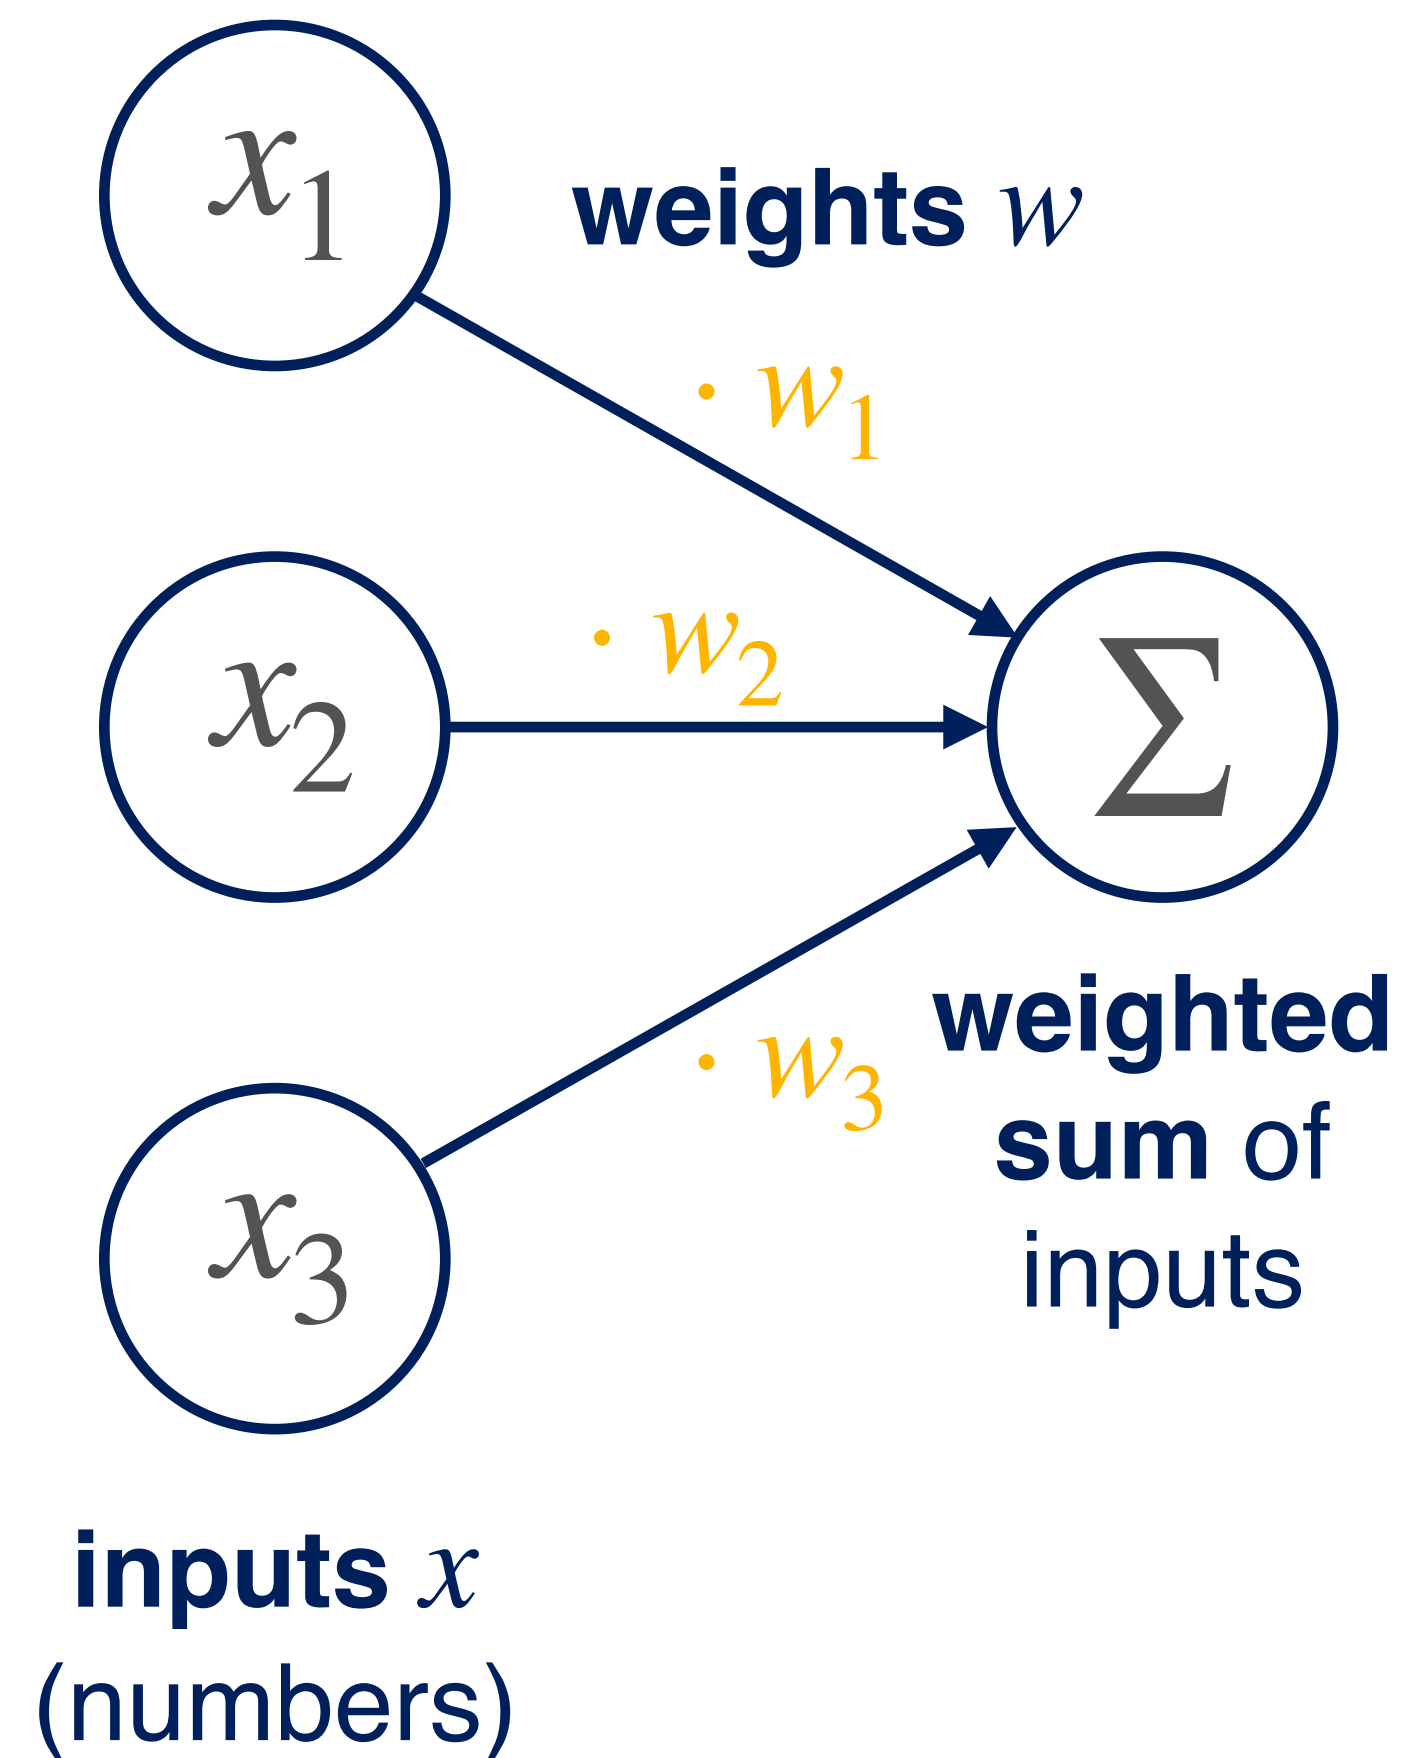 x₁
weights w
· w₁
· w₂
x₂
Σ
weighted
sum of
inputs
· w₃
x₃
inputs x
(numbers)